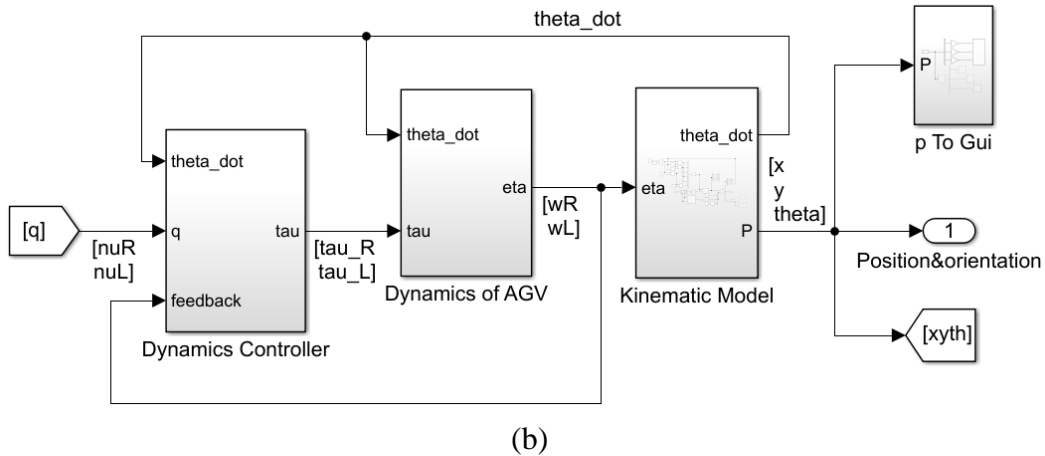 theta_dot
P
p To Gui
theta_dot
q
feedback
tau
Dynamics Controller
[q]
[nuR
nuL]
[tau_R
tau_L]
theta_dot
tau
eta
Dynamics of AGV
[wR
wL]
eta
theta_dot
P
Kinematic Model
[x
y
theta]
1
Position&orientation
[xyth]
(b)